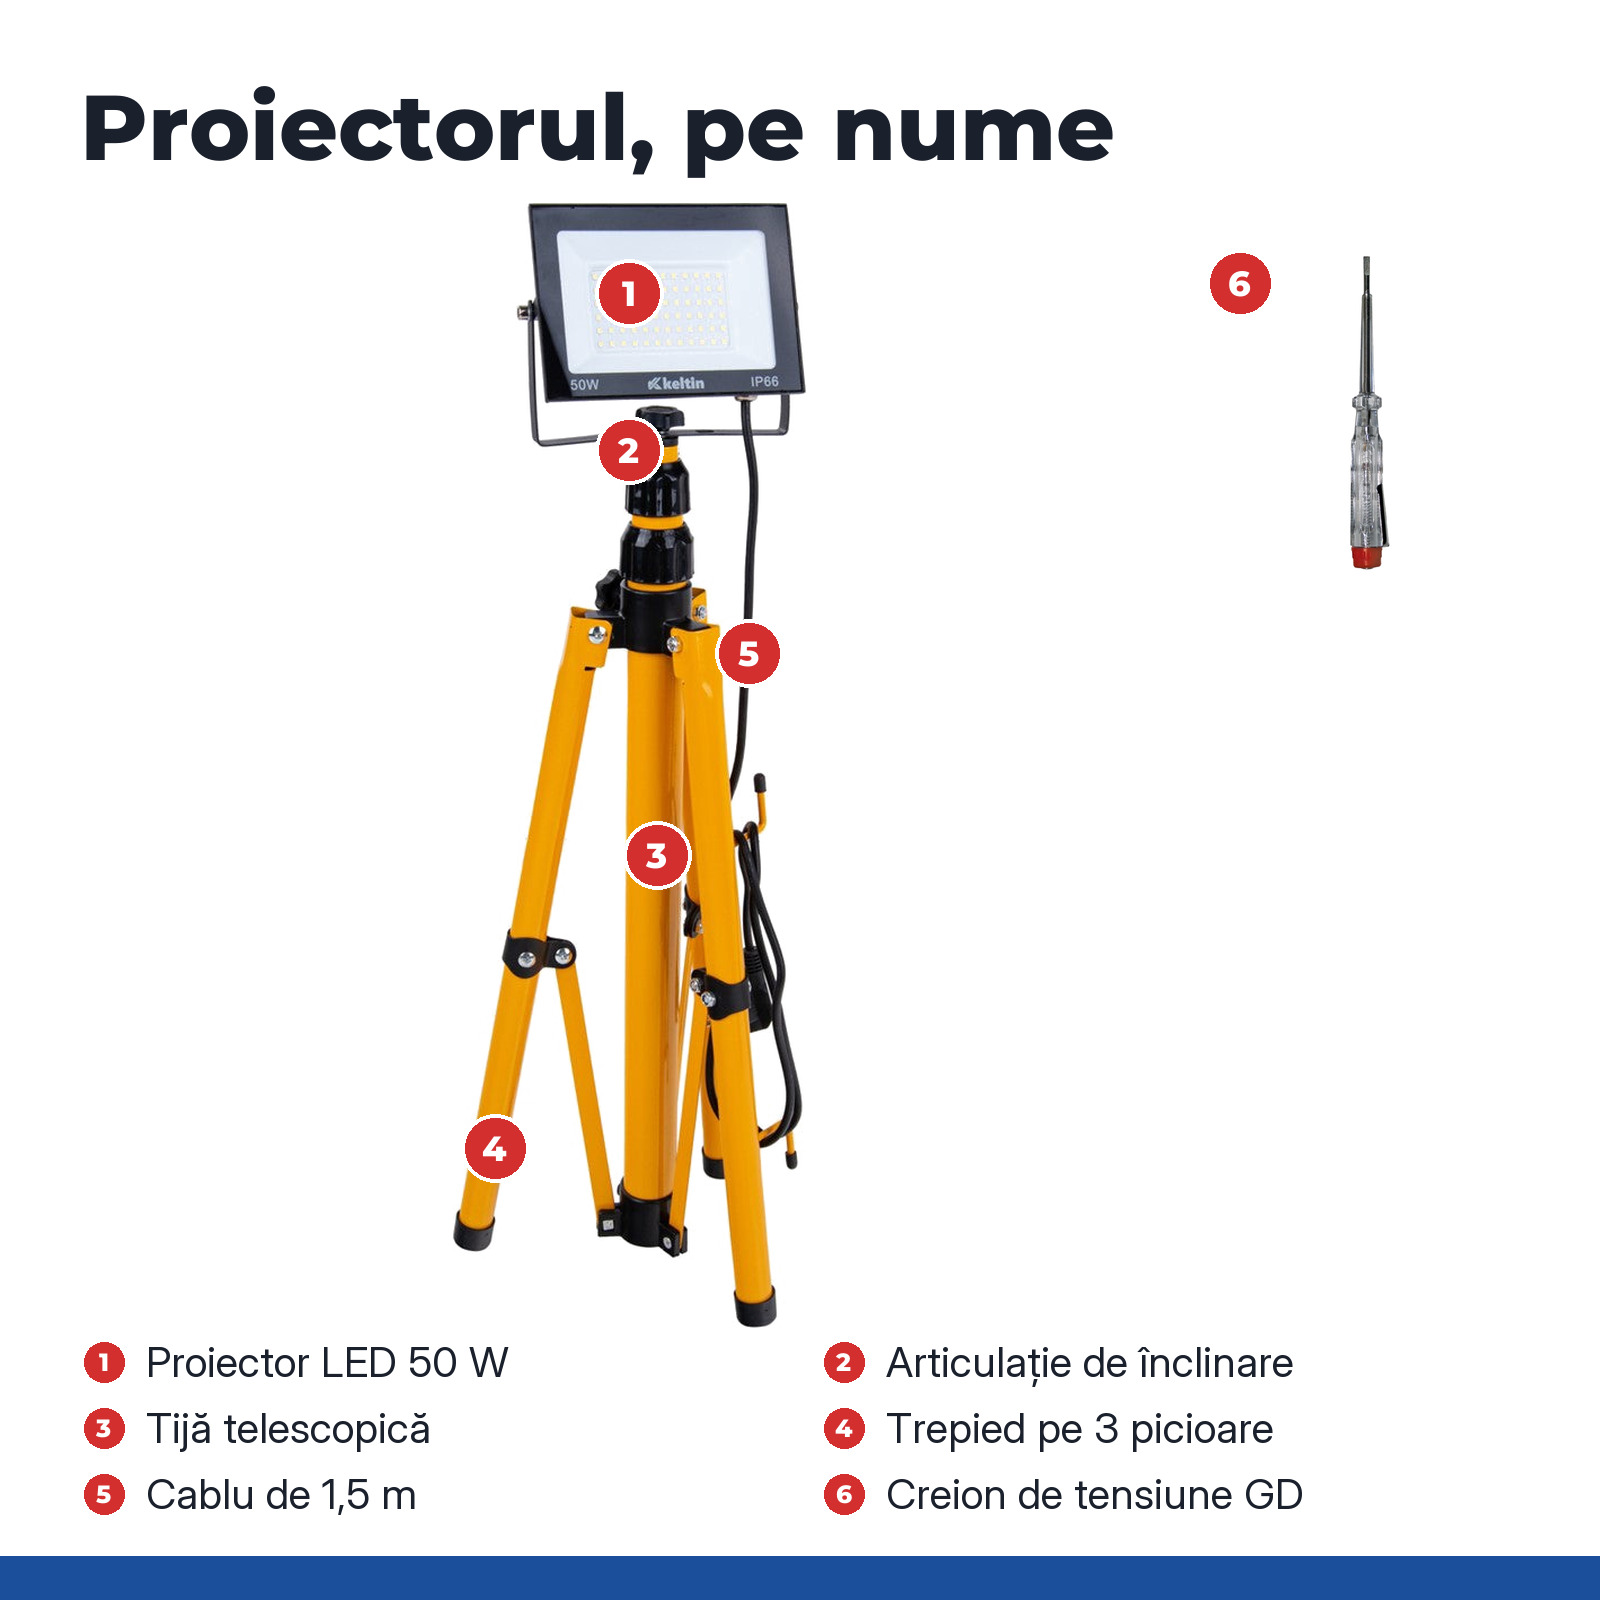 Proiectorul, pe nume
1
6
50W
keltin
IP66
2
5
3
4
1 Proiector LED 50 W
2 Articulație de înclinare
3 Tijă telescopică
4 Trepied pe 3 picioare
5 Cablu de 1,5 m
6 Creion de tensiune GD